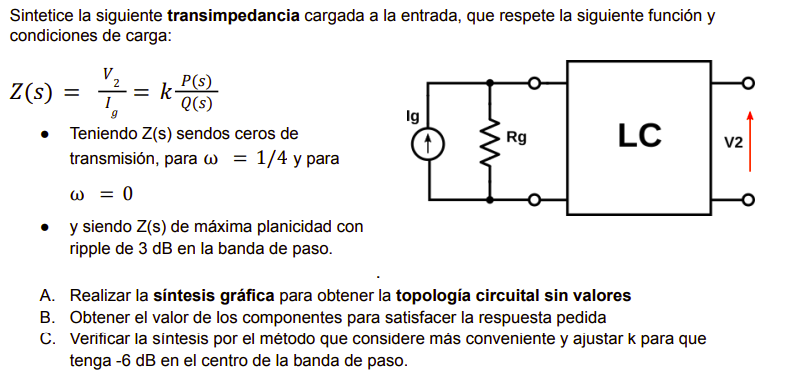 Sintetice la siguiente transimpedancia cargada a la entrada, que respete la siguiente función y
condiciones de carga:
Z(s) = V₂/I_g = k P(s)/Q(s)
● Teniendo Z(s) sendos ceros de
transmisión, para ω = 1/4 y para
ω = 0
● y siendo Z(s) de máxima planicidad con
ripple de 3 dB en la banda de paso.
Ig
Rg
LC
V2
A. Realizar la síntesis gráfica para obtener la topología circuital sin valores
B. Obtener el valor de los componentes para satisfacer la respuesta pedida
C. Verificar la síntesis por el método que considere más conveniente y ajustar k para que
tenga -6 dB en el centro de la banda de paso.